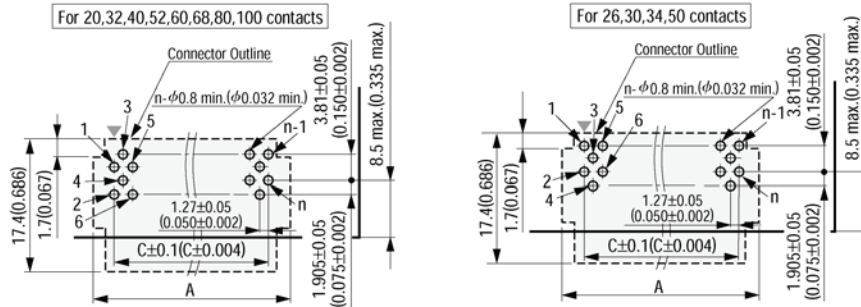 For 20,32,40,52,60,68,80,100 contacts
Connector Outline
n-ϕ0.8 min.(ϕ0.032 min.)
3
1
5
n-1
4
2
6
n
17.4(0.686)
1.7(0.067)
1.27±0.05
(0.050±0.002)
C±0.1(C±0.004)
A
3.81±0.05
(0.150±0.002)
8.5 max.(0.335 max.)
1.905±0.05
(0.075±0.002)
For 26,30,34,50 contacts
Connector Outline
n-ϕ0.8 min.(ϕ0.032 min.)
1
3
5
n-1
6
2
4
n
17.4(0.686)
1.7(0.067)
1.27±0.05
(0.050±0.002)
C±0.1(C±0.004)
A
3.81±0.05
(0.150±0.002)
8.5 max.(0.335 max.)
1.905±0.05
(0.075±0.002)